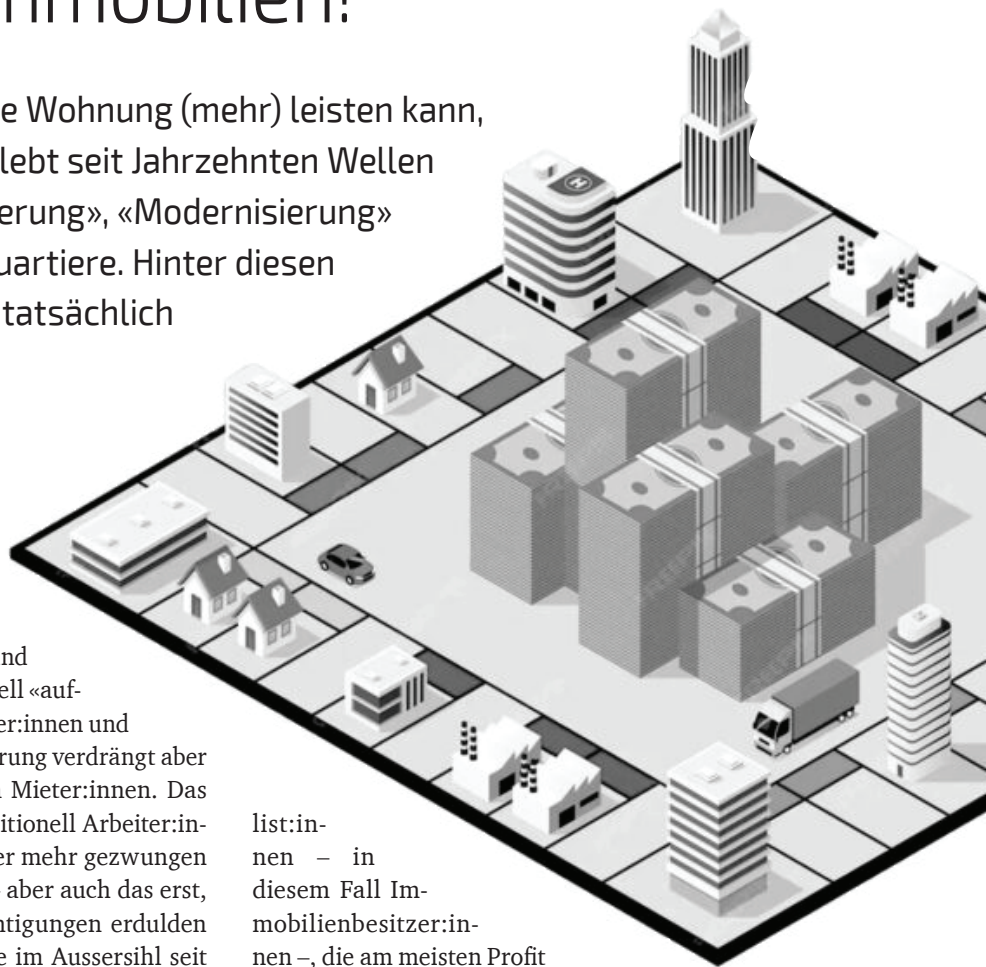 mmobilien!
e Wohnung (mehr) leisten kann,
lebt seit Jahrzehnten Wellen
erung», «Modernisierung»
uartiere. Hinter diesen
tatsächlich
nd
ell «auf-
er:innen und
rung verdrängt aber
Mieter:innen. Das
itionell Arbeiter:in-
er mehr gezwungen
aber auch das erst,
htigungen erdulden
e im Aussersihl seit
list:in-
nen – in
diesem Fall Im-
mobilienbesitzer:in-
nen –, die am meisten Profit